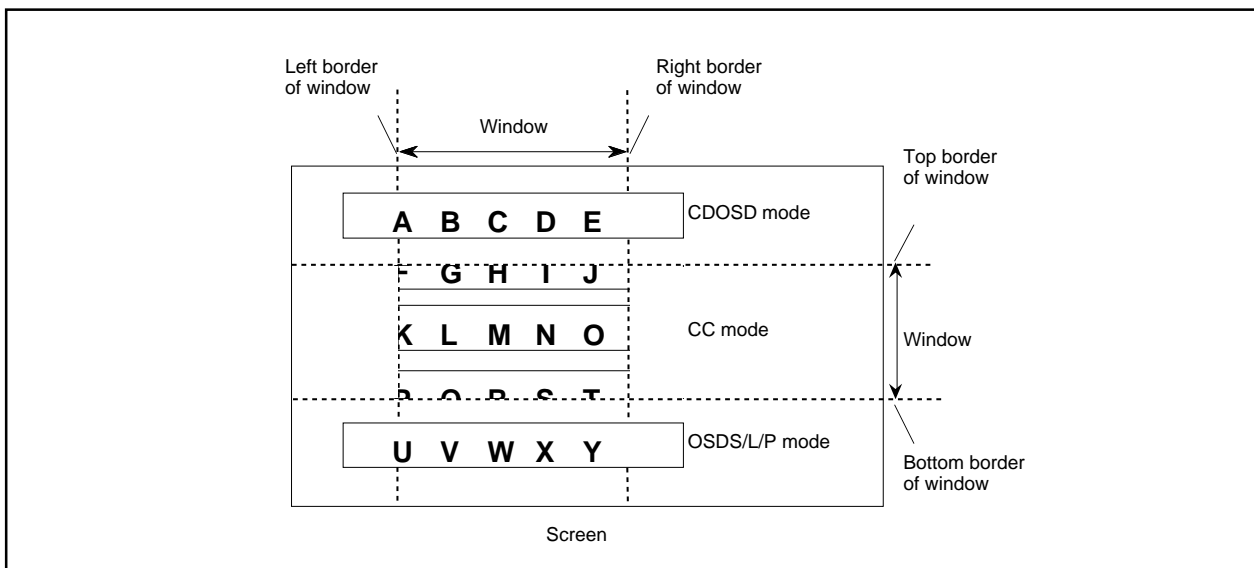 Left border
of window
Right border
of window
Window
Top border
of window
A B C D E
CDOSD mode
F G H I J
K L M N O
CC mode
Window
P Q R S T
U V W X Y
OSDS/L/P mode
Bottom border
of window
Screen